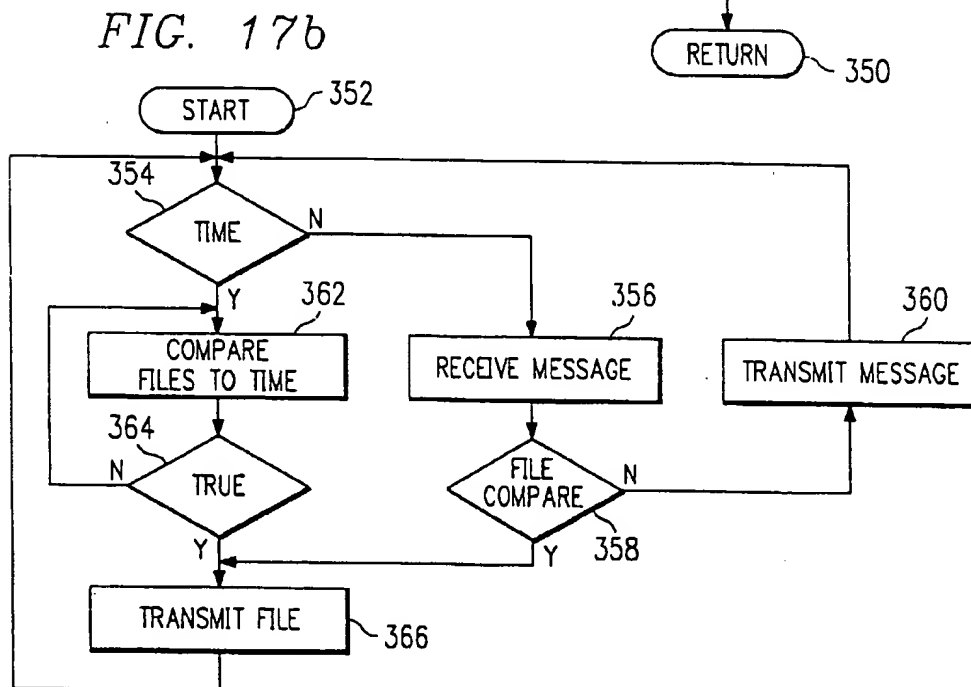 FIG. 17b
RETURN
350
START
352
354
TIME
N
Y
362
COMPARE
FILES TO TIME
356
RECEIVE MESSAGE
360
TRANSMIT MESSAGE
364
TRUE
N
Y
FILE
COMPARE
N
358
Y
TRANSMIT FILE
366